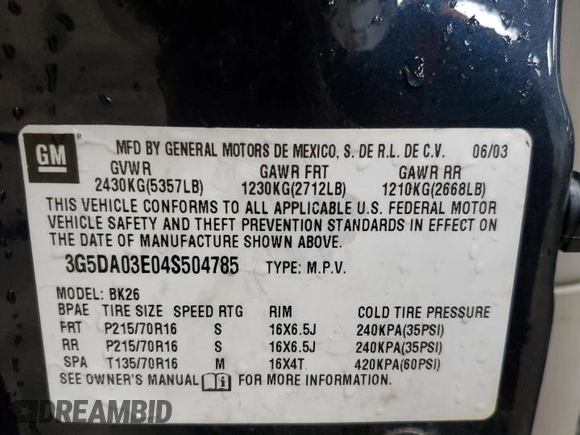 GM
MFD BY GENERAL MOTORS DE MEXICO, S. DE R.L. DE C.V. 06/03
GVWR GAWR FRT GAWR RR
2430KG(5357LB) 1230KG(2712LB) 1210KG(2668LB)
THIS VEHICLE CONFORMS TO ALL APPLICABLE U.S. FEDERAL MOTOR
VEHICLE SAFETY AND THEFT PREVENTION STANDARDS IN EFFECT ON
THE DATE OF MANUFACTURE SHOWN ABOVE.
3G5DA03E04S504785 TYPE: M.P.V.
MODEL: BK26
BPAE TIRE SIZE SPEED RTG RIM COLD TIRE PRESSURE
FRT P215/70R16 S 16X6.5J 240KPA(35PSI)
RR P215/70R16 S 16X6.5J 240KPA(35PSI)
SPA T135/70R16 M 16X4T 420KPA(60PSI)
SEE OWNER'S MANUAL i FOR MORE INFORMATION.
DREAMBID